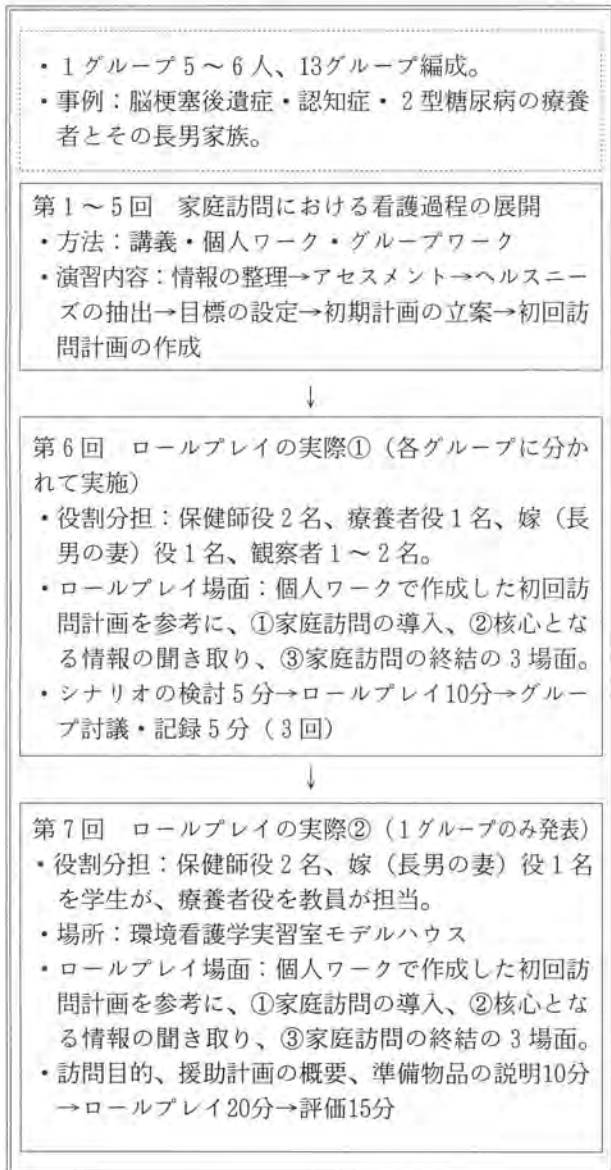 ・1グループ5～6人、13グループ編成。
・事例：脳梗塞後遺症・認知症・2型糖尿病の療養
者とその長男家族。
第1～5回　家庭訪問における看護過程の展開
・方法：講義・個人ワーク・グループワーク
・演習内容：情報の整理→アセスメント→ヘルスニー
ズの抽出→目標の設定→初期計画の立案→初回訪
問計画の作成
↓
第6回　ロールプレイの実際①（各グループに分か
れて実施）
・役割分担：保健師役2名、療養者役1名、嫁（長
男の妻）役1名、観察者1～2名。
・ロールプレイ場面：個人ワークで作成した初回訪
問計画を参考に、①家庭訪問の導入、②核心とな
る情報の聞き取り、③家庭訪問の終結の3場面。
・シナリオの検討5分→ロールプレイ10分→グルー
プ討議・記録5分（3回）
↓
第7回　ロールプレイの実際②（1グループのみ発表）
・役割分担：保健師役2名、嫁（長男の妻）役1名
を学生が、療養者役を教員が担当。
・場所：環境看護学実習室モデルハウス
・ロールプレイ場面：個人ワークで作成した初回訪
問計画を参考に、①家庭訪問の導入、②核心とな
る情報の聞き取り、③家庭訪問の終結の3場面。
・訪問目的、援助計画の概要、準備物品の説明10分
→ロールプレイ20分→評価15分